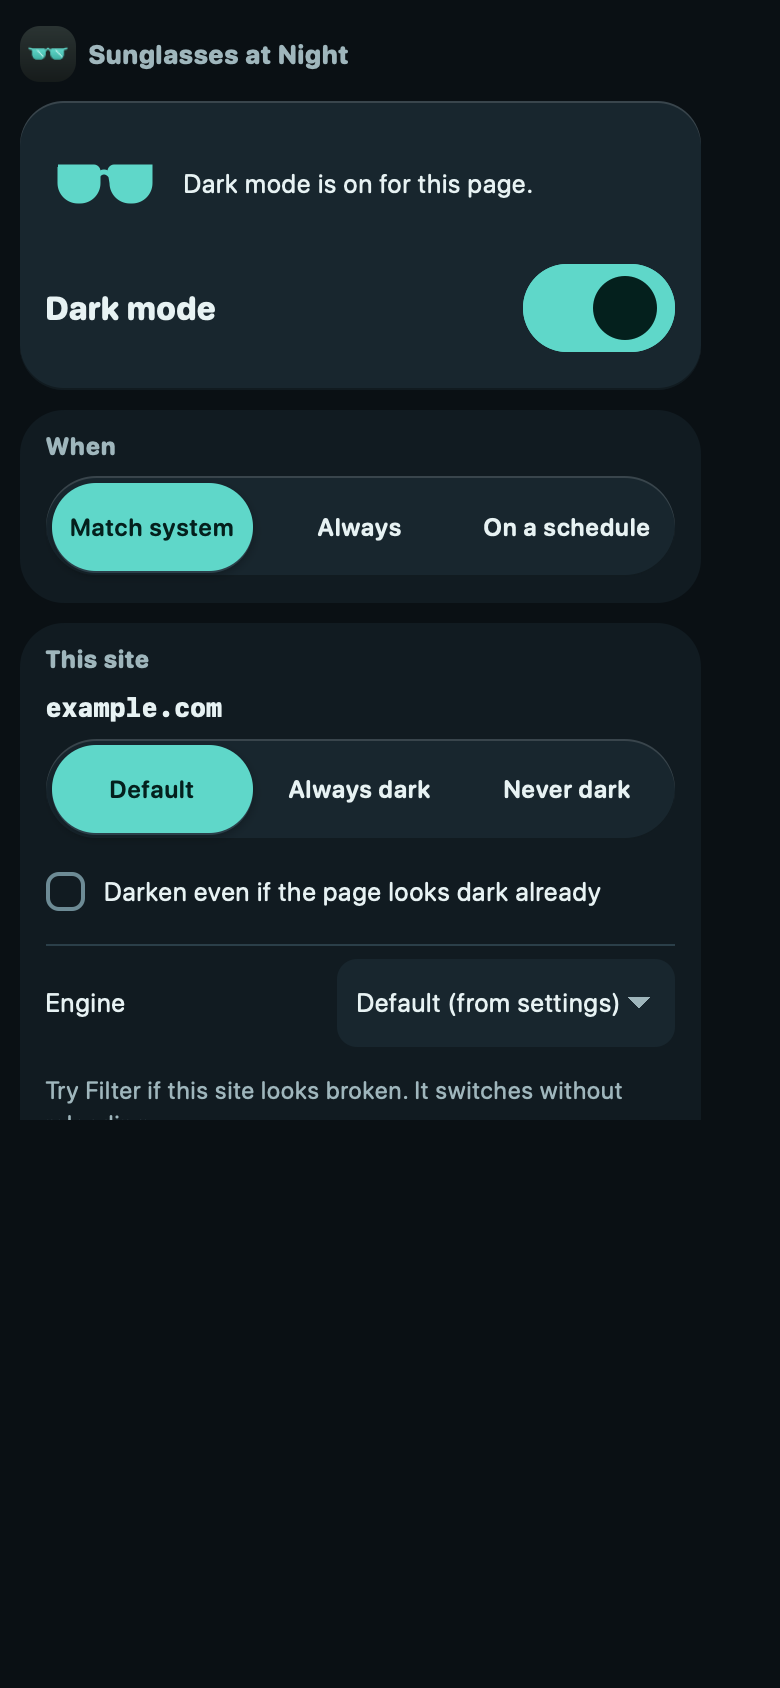 Sunglasses at Night
Dark mode is on for this page.
Dark mode
When
Match system
Always
On a schedule
This site
example.com
Default
Always dark
Never dark
Darken even if the page looks dark already
Engine
Default (from settings)
Try Filter if this site looks broken. It switches without